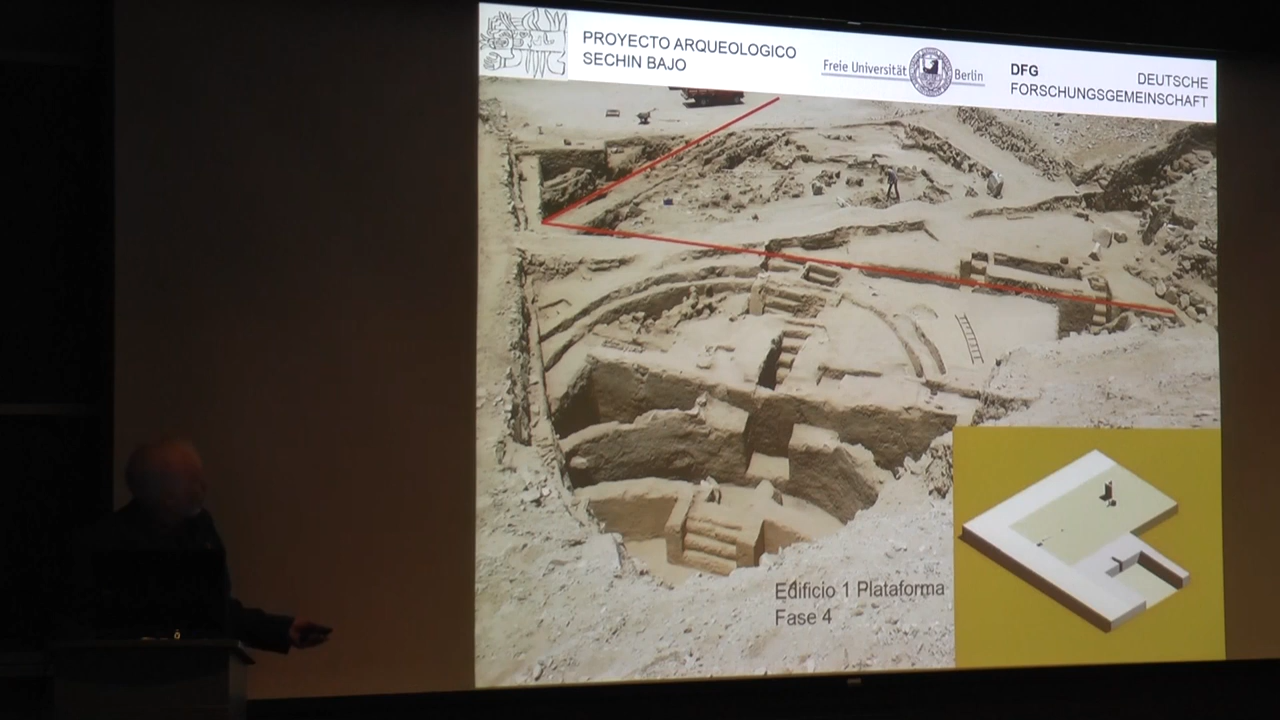 PROYECTO ARQUEOLOGICO
SECHIN BAJO
Freie Universität Berlin
DFG DEUTSCHE
FORSCHUNGSGEMEINSCHAFT
Edificio 1 Plataforma
Fase 4